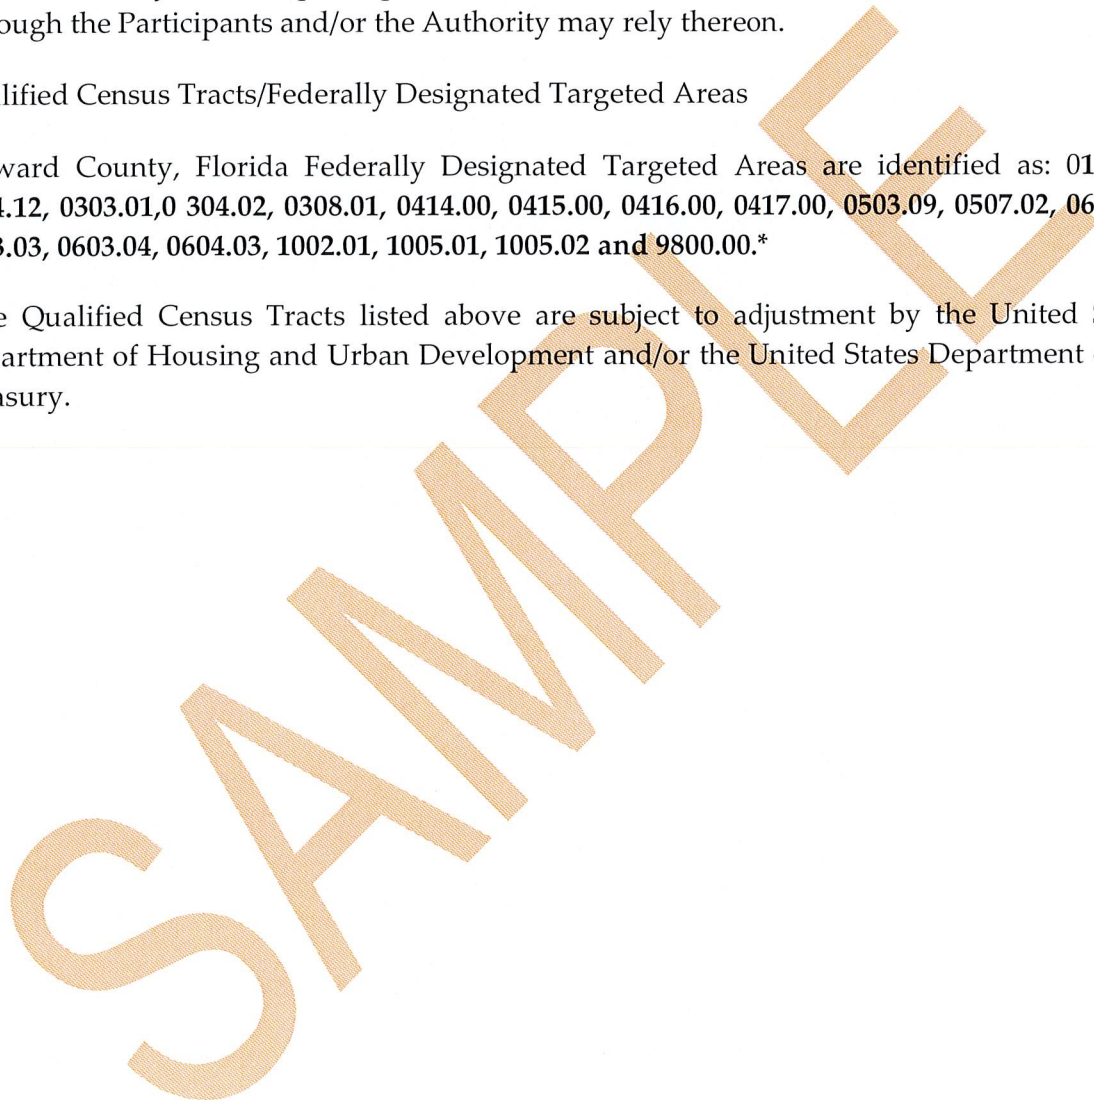 ough the Participants and/or the Authority may rely thereon.
lified Census Tracts/Federally Designated Targeted Areas
ward County, Florida Federally Designated Targeted Areas are identified as: 01
.12, 0303.01,0 304.02, 0308.01, 0414.00, 0415.00, 0416.00, 0417.00, 0503.09, 0507.02, 06
3.03, 0603.04, 0604.03, 1002.01, 1005.01, 1005.02 and 9800.00.*
e Qualified Census Tracts listed above are subject to adjustment by the United S
artment of Housing and Urban Development and/or the United States Department
asury.
SAMPLE